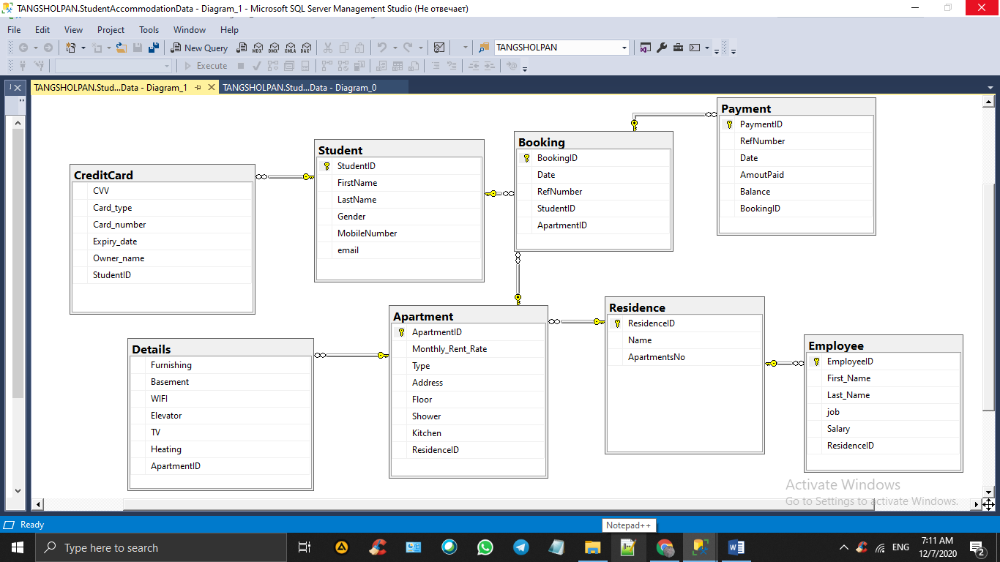 TANGSHOLPAN.StudentAccommodationData - Diagram_1 - Microsoft SQL Server Management Studio (Не отвечает)
File Edit View Project Tools Window Help
New Query MDX DMX XMLA DAX TANGSHOLPAN
Execute
TANGSHOLPAN.Stud...Data - Diagram_1
TANGSHOLPAN.Stud...Data - Diagram_0
CreditCard
CVV
Card_type
Card_number
Expiry_date
Owner_name
StudentID
Student
StudentID
FirstName
LastName
Gender
MobileNumber
email
Booking
BookingID
Date
RefNumber
StudentID
ApartmentID
Payment
PaymentID
RefNumber
Date
AmoutPaid
Balance
BookingID
Details
Furnishing
Basement
WIFI
Elevator
TV
Heating
ApartmentID
Apartment
ApartmentID
Monthly_Rent_Rate
Type
Address
Floor
Shower
Kitchen
ResidenceID
Residence
ResidenceID
Name
ApartmentsNo
Employee
EmployeeID
First_Name
Last_Name
job
Salary
ResidenceID
Activate Windows
Go to Settings to activate Windows.
Ready
Notepad++
Type here to search
ENG
7:11 AM
12/7/2020
2